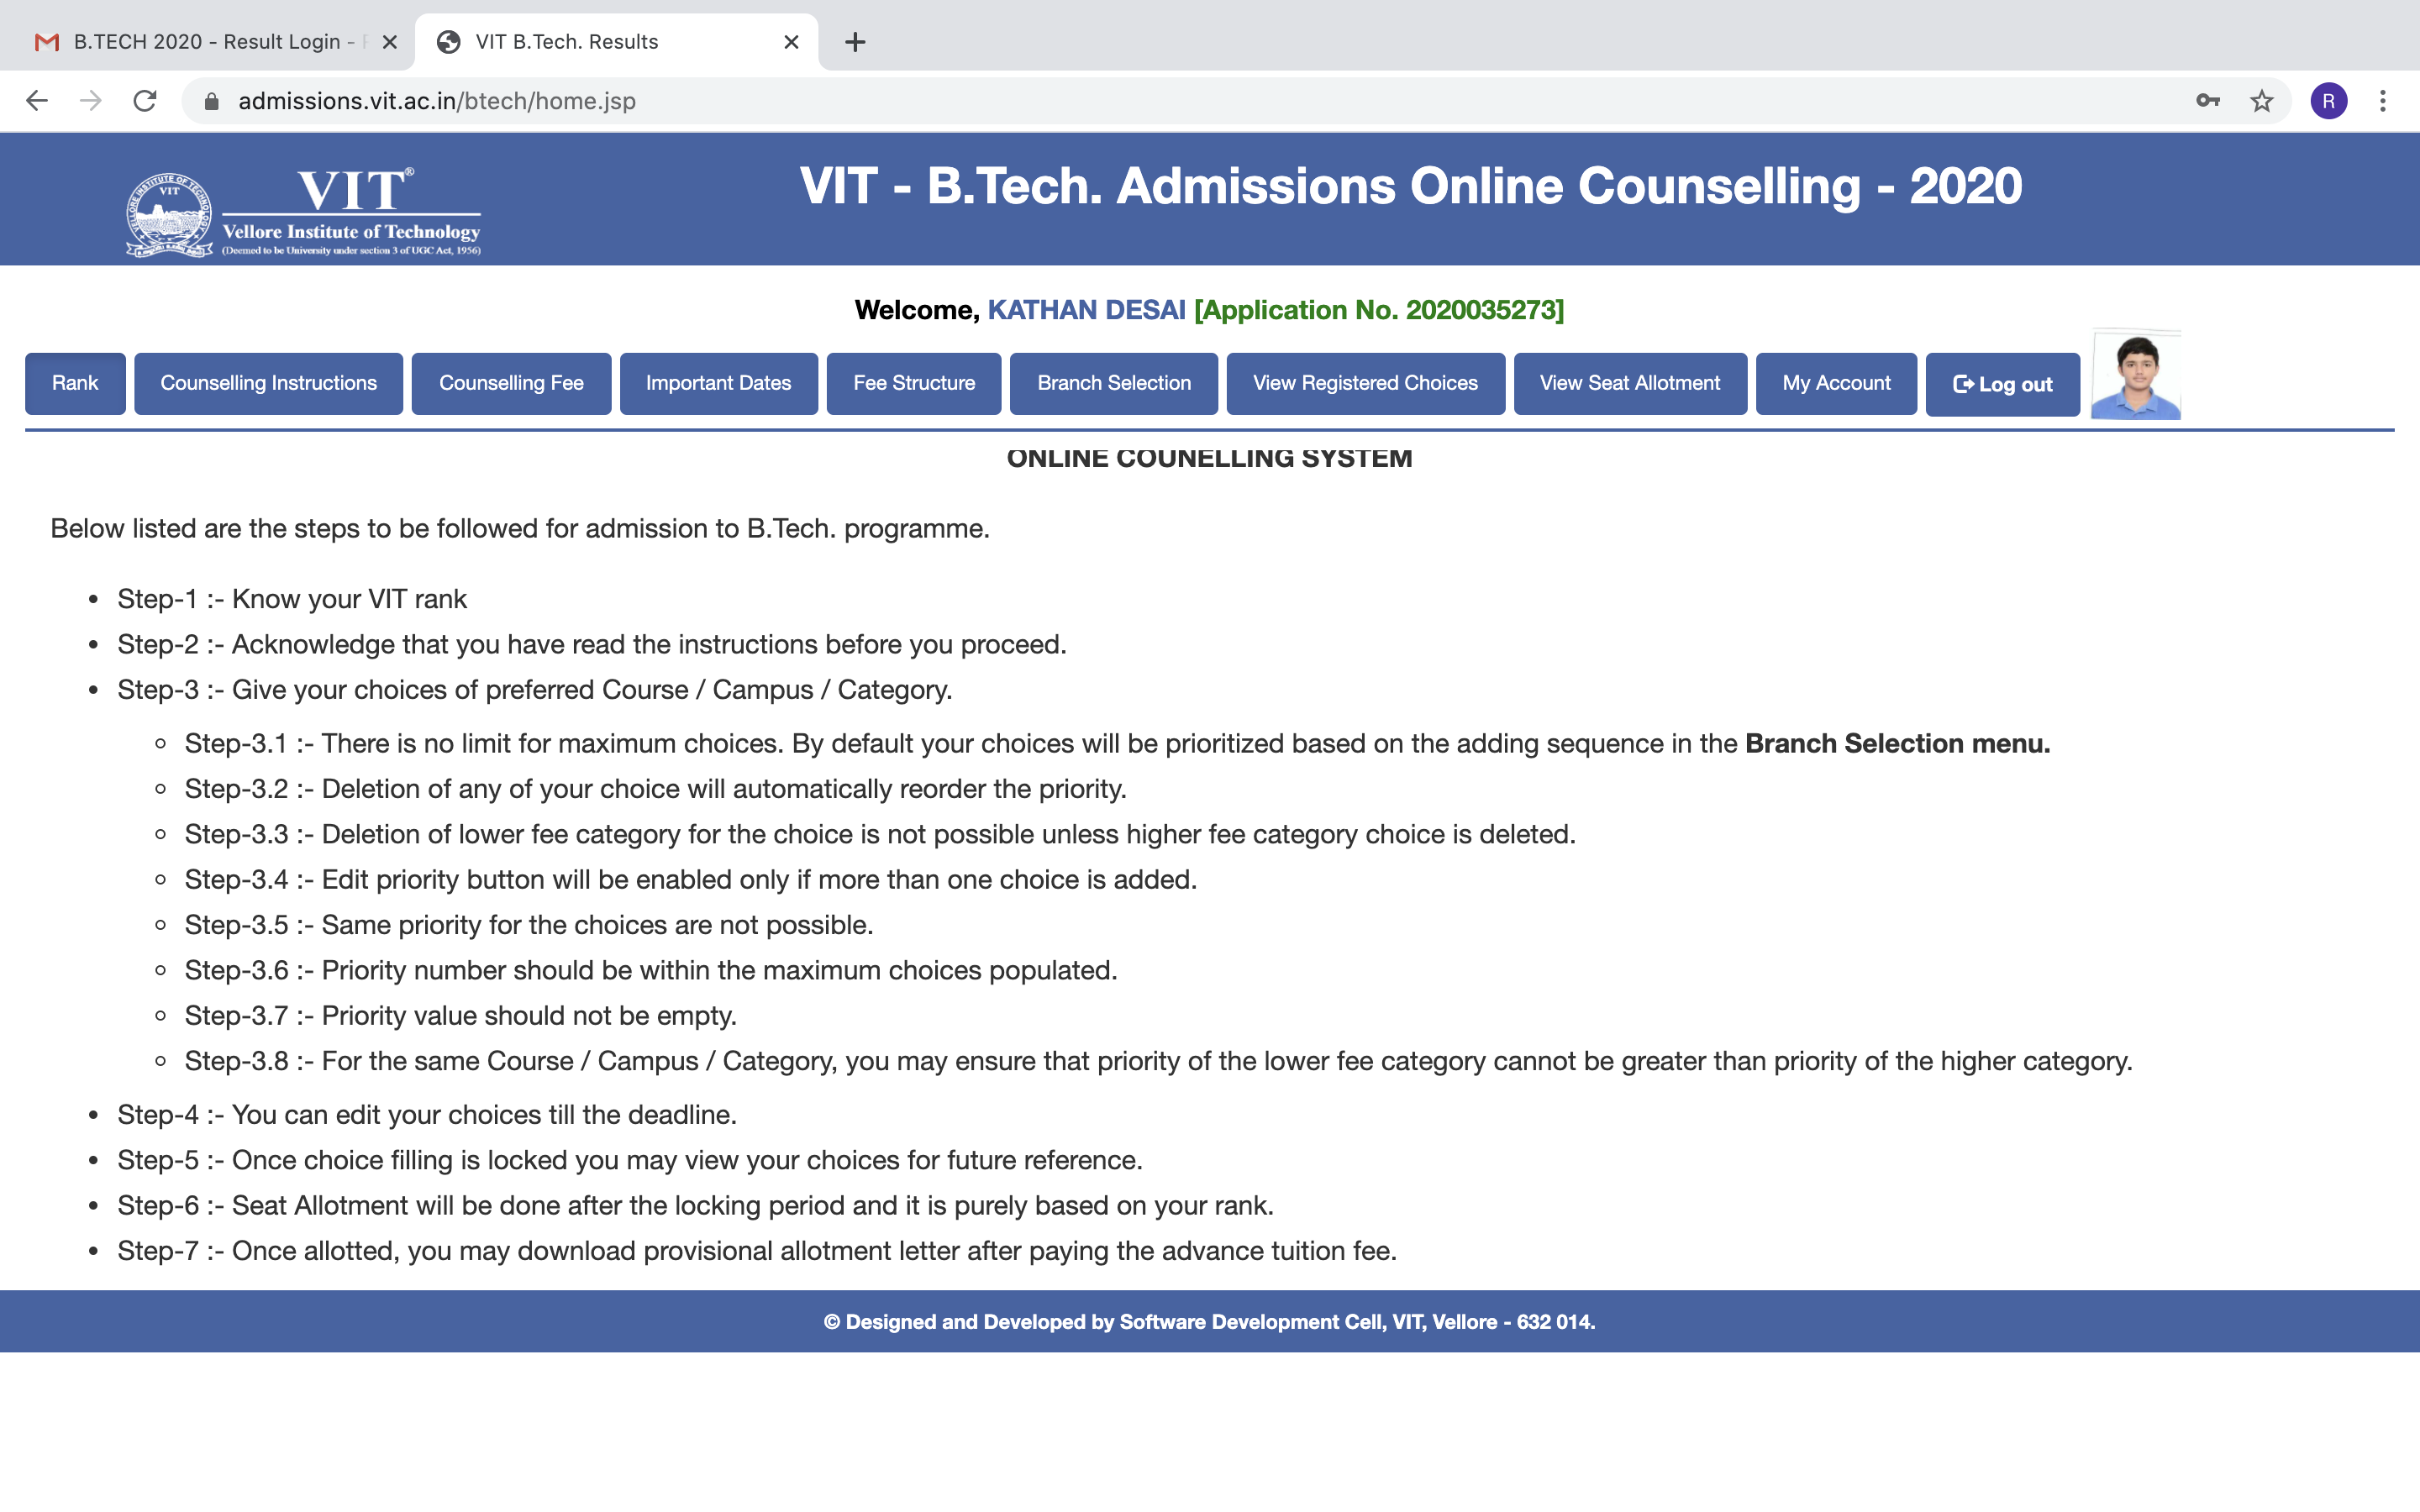 B.TECH 2020 - Result Login -
VIT B.Tech. Results
admissions.vit.ac.in/btech/home.jsp
R
VELLORE INSTITUTE OF TECHNOLOGY
VIT
VIT®
Vellore Institute of Technology
(Deemed to be University under section 3 of UGC Act, 1956)
VIT - B.Tech. Admissions Online Counselling - 2020
Welcome, KATHAN DESAI [Application No. 2020035273]
Rank
Counselling Instructions
Counselling Fee
Important Dates
Fee Structure
Branch Selection
View Registered Choices
View Seat Allotment
My Account
Log out
ONLINE COUNELLING SYSTEM
Below listed are the steps to be followed for admission to B.Tech. programme.
• Step-1 :- Know your VIT rank
• Step-2 :- Acknowledge that you have read the instructions before you proceed.
• Step-3 :- Give your choices of preferred Course / Campus / Category.
◦ Step-3.1 :- There is no limit for maximum choices. By default your choices will be prioritized based on the adding sequence in the Branch Selection menu.
◦ Step-3.2 :- Deletion of any of your choice will automatically reorder the priority.
◦ Step-3.3 :- Deletion of lower fee category for the choice is not possible unless higher fee category choice is deleted.
◦ Step-3.4 :- Edit priority button will be enabled only if more than one choice is added.
◦ Step-3.5 :- Same priority for the choices are not possible.
◦ Step-3.6 :- Priority number should be within the maximum choices populated.
◦ Step-3.7 :- Priority value should not be empty.
◦ Step-3.8 :- For the same Course / Campus / Category, you may ensure that priority of the lower fee category cannot be greater than priority of the higher category.
• Step-4 :- You can edit your choices till the deadline.
• Step-5 :- Once choice filling is locked you may view your choices for future reference.
• Step-6 :- Seat Allotment will be done after the locking period and it is purely based on your rank.
• Step-7 :- Once allotted, you may download provisional allotment letter after paying the advance tuition fee.
© Designed and Developed by Software Development Cell, VIT, Vellore - 632 014.